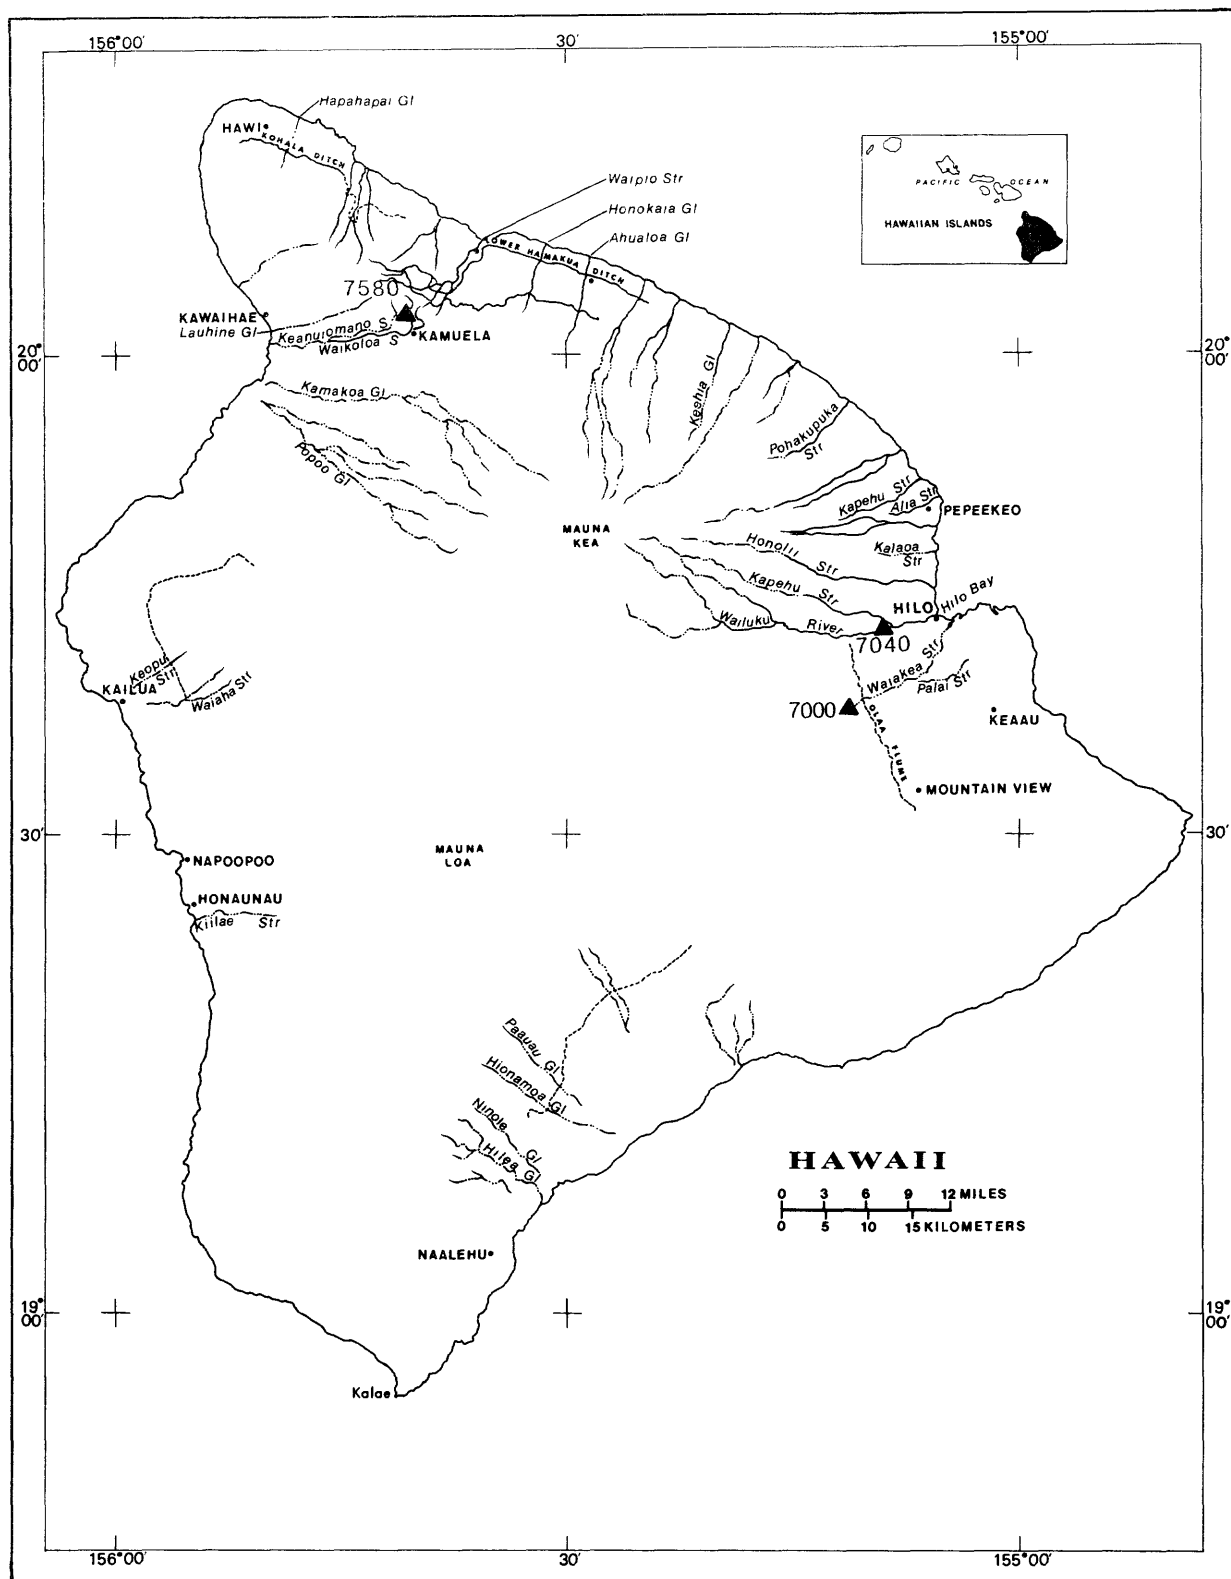 156°00' 30' 155°00'
Hapahapai Gl
HAWI
KOHALA DITCH
PACIFIC OCEAN
HAWAIIAN ISLANDS
Waipio Str
Honokaia Gl
Ahualoa Gl
LOWER HAMAKUA DITCH
7580
KAWAIHAE
Lauhine Gl
Keanuiomano S.
Waikoloa S
KAMUELA
20°00' 20°00'
Kamakoa Gl
Keehia Gl
Popoo Gl
Pohakupuka Str
Kapehu Str
Alia Str
PEPEEKEO
MAUNA
KEA
Honolii Str
Kalaoa
Str
Kapehu Str
HILO
Hilo Bay
Wailuku River
7040
Keopu
Str
KAILUA
Waiaha Str
Waiakea Str
Palai Str
7000
OLAA FLUME
KEAAU
MOUNTAIN VIEW
30' 30'
MAUNA
LOA
NAPOOPOO
HONAUNAU
Kiilae Str
Paauau Gl
Hionamoa Gl
Ninole Gl
Hilea Gl
HAWAII
0 3 6 9 12 MILES
0 5 10 15 KILOMETERS
NAALEHU
19°00' 19°00'
Kalae
156°00' 30' 155°00'